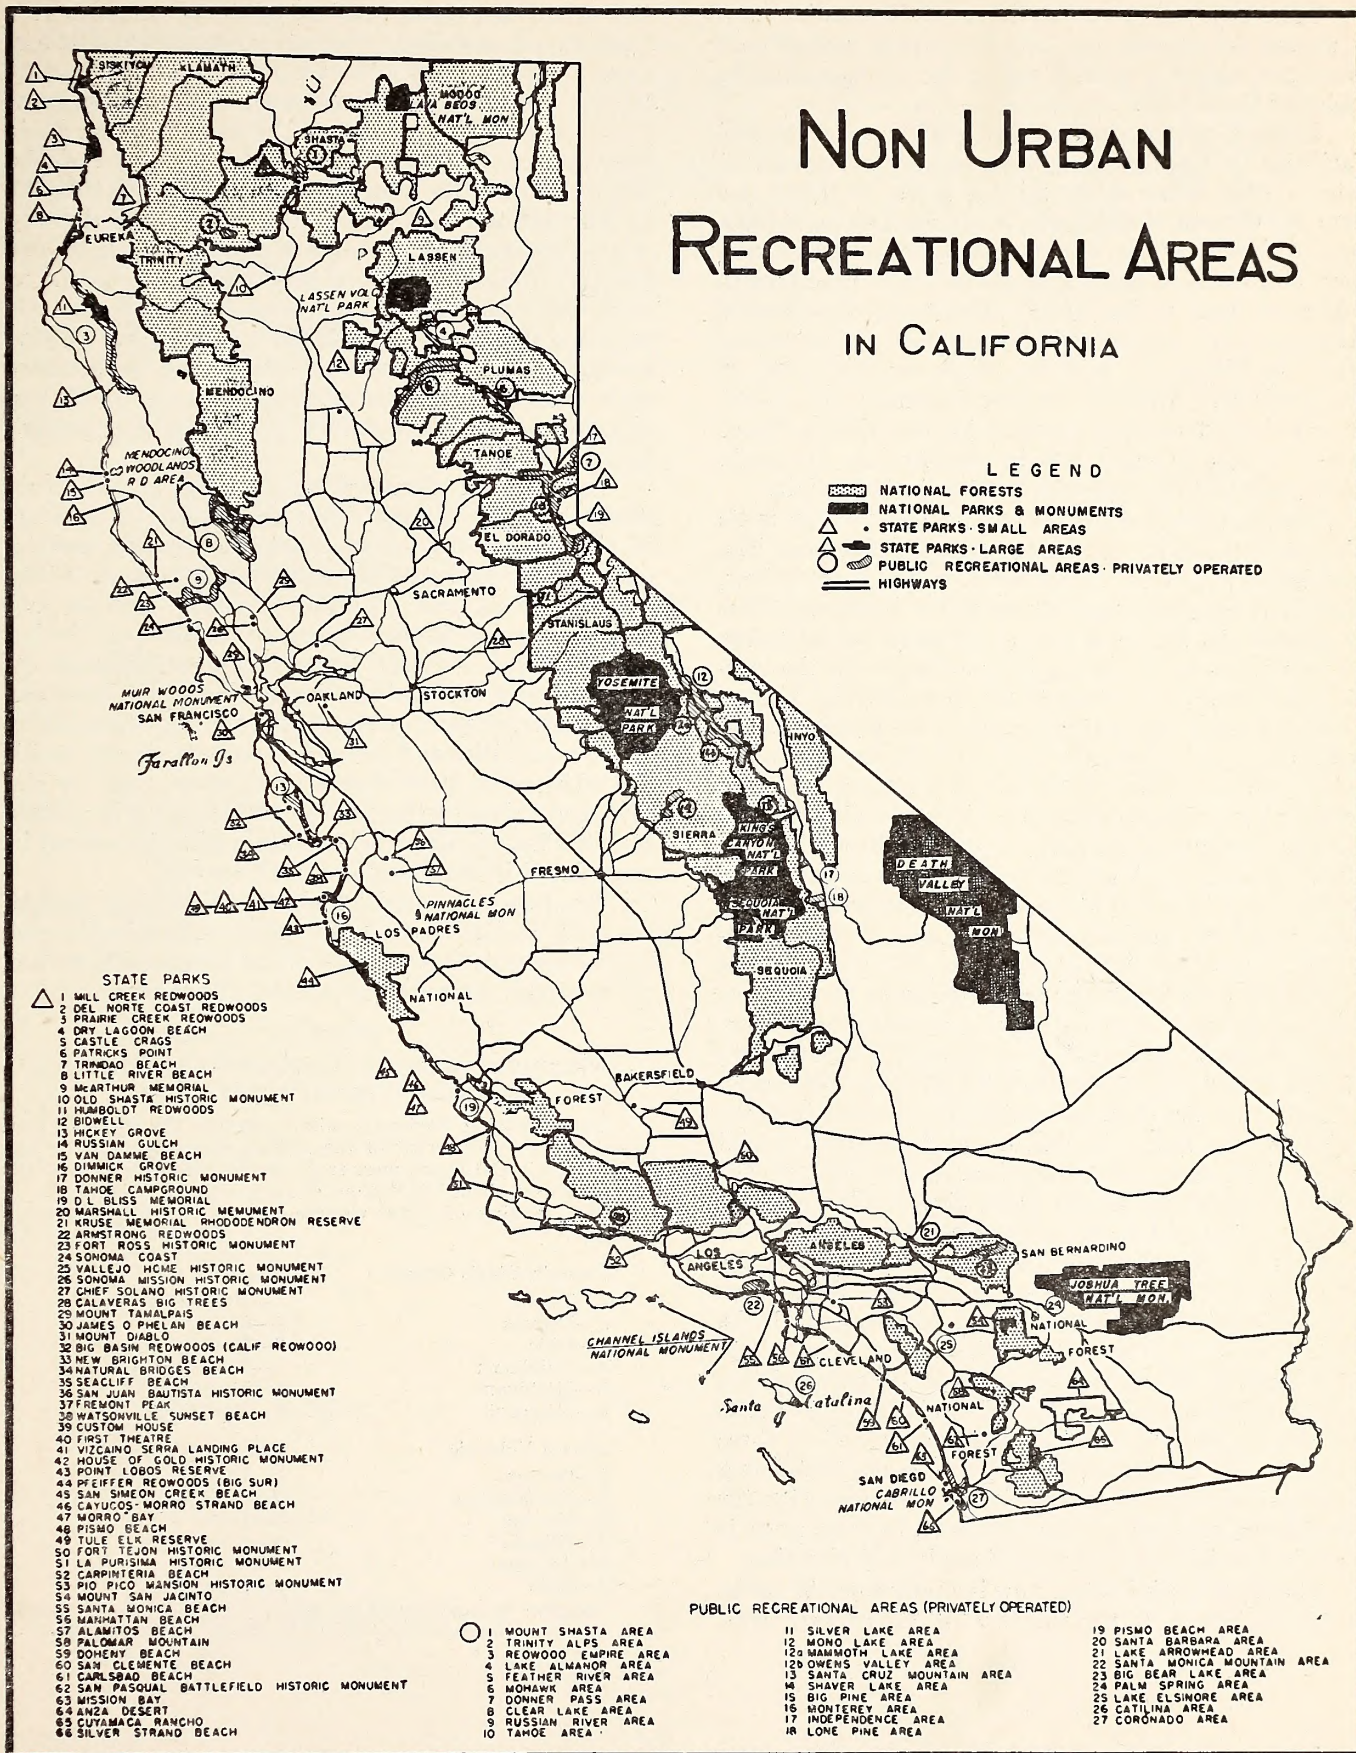 NON URBAN
RECREATIONAL AREAS
IN CALIFORNIA
LEGEND
NATIONAL FORESTS
NATIONAL PARKS & MONUMENTS
STATE PARKS · SMALL AREAS
STATE PARKS · LARGE AREAS
PUBLIC RECREATIONAL AREAS · PRIVATELY OPERATED
HIGHWAYS
SISKIYOU
KLAMATH
MODOC
LAVA BEDS
NAT'L MON
SHASTA
EUREKA
TRINITY
LASSEN
LASSEN VOLC
NAT'L PARK
PLUMAS
MENDOCINO
MENDOCINO
WOODLANDS
R D AREA
TAHOE
EL DORADO
SACRAMENTO
STANISLAUS
MUIR WOODS
NATIONAL MONUMENT
SAN FRANCISCO
OAKLAND
STOCKTON
Farallon Is
YOSEMITE
NAT'L
PARK
INYO
SIERRA
KING'S
CANYON
NAT'L
PARK
FRESNO
SEQUOIA
NAT'L
PARK
DEATH
VALLEY
NAT'L
MON
PINNACLES
NATIONAL MON
LOS PADRES
NATIONAL
SEQUOIA
BAKERSFIELD
FOREST
LOS
ANGELES
ANGELES
SAN BERNARDINO
JOSHUA TREE
NAT'L MON.
NATIONAL
FOREST
CHANNEL ISLANDS
NATIONAL MONUMENT
CLEVELAND
Santa Catalina
NATIONAL
FOREST
SAN DIEGO
CABRILLO
NATIONAL MON
STATE PARKS
1 MILL CREEK REDWOODS
2 DEL NORTE COAST REDWOODS
3 PRAIRIE CREEK REDWOODS
4 DRY LAGOON BEACH
5 CASTLE CRAGS
6 PATRICKS POINT
7 TRINIDAD BEACH
8 LITTLE RIVER BEACH
9 McARTHUR MEMORIAL
10 OLD SHASTA HISTORIC MONUMENT
11 HUMBOLDT REDWOODS
12 BIDWELL
13 HICKEY GROVE
14 RUSSIAN GULCH
15 VAN DAMME BEACH
16 DIMMICK GROVE
17 DONNER HISTORIC MONUMENT
18 TAHOE CAMPGROUND
19 D L BLISS MEMORIAL
20 MARSHALL HISTORIC MEMUMENT
21 KRUSE MEMORIAL RHODODENDRON RESERVE
22 ARMSTRONG REDWOODS
23 FORT ROSS HISTORIC MONUMENT
24 SONOMA COAST
25 VALLEJO HOME HISTORIC MONUMENT
26 SONOMA MISSION HISTORIC MONUMENT
27 CHIEF SOLANO HISTORIC MONUMENT
28 CALAVERAS BIG TREES
29 MOUNT TAMALPAIS
30 JAMES O PHELAN BEACH
31 MOUNT DIABLO
32 BIG BASIN REDWOODS (CALIF REDWOOD)
33 NEW BRIGHTON BEACH
34 NATURAL BRIDGES BEACH
35 SEACLIFF BEACH
36 SAN JUAN BAUTISTA HISTORIC MONUMENT
37 FREMONT PEAK
38 WATSONVILLE SUNSET BEACH
39 CUSTOM HOUSE
40 FIRST THEATRE
41 VIZCAINO SERRA LANDING PLACE
42 HOUSE OF GOLD HISTORIC MONUMENT
43 POINT LOBOS RESERVE
44 PFEIFFER REDWOODS (BIG SUR)
45 SAN SIMEON CREEK BEACH
46 CAYUCOS-MORRO STRAND BEACH
47 MORRO BAY
48 PISMO BEACH
49 TULE ELK RESERVE
50 FORT TEJON HISTORIC MONUMENT
51 LA PURISIMA HISTORIC MONUMENT
52 CARPINTERIA BEACH
53 PIO PICO MANSION HISTORIC MONUMENT
54 MOUNT SAN JACINTO
55 SANTA MONICA BEACH
56 MANHATTAN BEACH
57 ALAMITOS BEACH
58 PALOMAR MOUNTAIN
59 DOHENY BEACH
60 SAN CLEMENTE BEACH
61 CARLSBAD BEACH
62 SAN PASQUAL BATTLEFIELD HISTORIC MONUMENT
63 MISSION BAY
64 ANZA DESERT
65 CUYAMACA RANCHO
66 SILVER STRAND BEACH
PUBLIC RECREATIONAL AREAS (PRIVATELY OPERATED)
1 MOUNT SHASTA AREA
2 TRINITY ALPS AREA
3 REDWOOD EMPIRE AREA
4 LAKE ALMANOR AREA
5 FEATHER RIVER AREA
6 MOHAWK AREA
7 DONNER PASS AREA
8 CLEAR LAKE AREA
9 RUSSIAN RIVER AREA
10 TAHOE AREA
11 SILVER LAKE AREA
12 MONO LAKE AREA
12a MAMMOTH LAKE AREA
12b OWENS VALLEY AREA
13 SANTA CRUZ MOUNTAIN AREA
14 SHAVER LAKE AREA
15 BIG PINE AREA
16 MONTEREY AREA
17 INDEPENDENCE AREA
18 LONE PINE AREA
19 PISMO BEACH AREA
20 SANTA BARBARA AREA
21 LAKE ARROWHEAD AREA
22 SANTA MONICA MOUNTAIN AREA
23 BIG BEAR LAKE AREA
24 PALM SPRING AREA
25 LAKE ELSINORE AREA
26 CATILINA AREA
27 CORONADO AREA